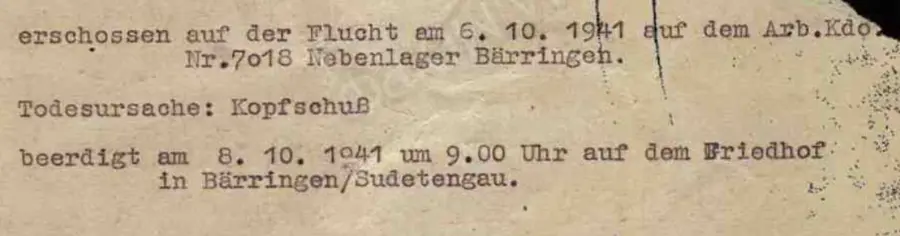 erschossen auf der Flucht am 6. 10. 1941 auf dem Arb.Kdo.
Nr.7o18 Nebenlager Bärringen.
Todesursache: Kopfschuß
beerdigt am 8. 10. 1941 um 9.00 Uhr auf dem Friedhof
in Bärringen/Sudetengau.